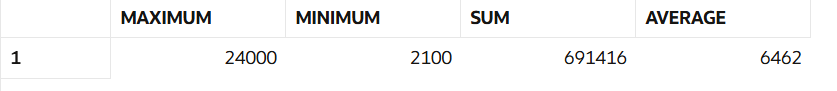 MAXIMUM MINIMUM SUM AVERAGE
1 24000 2100 691416 6462